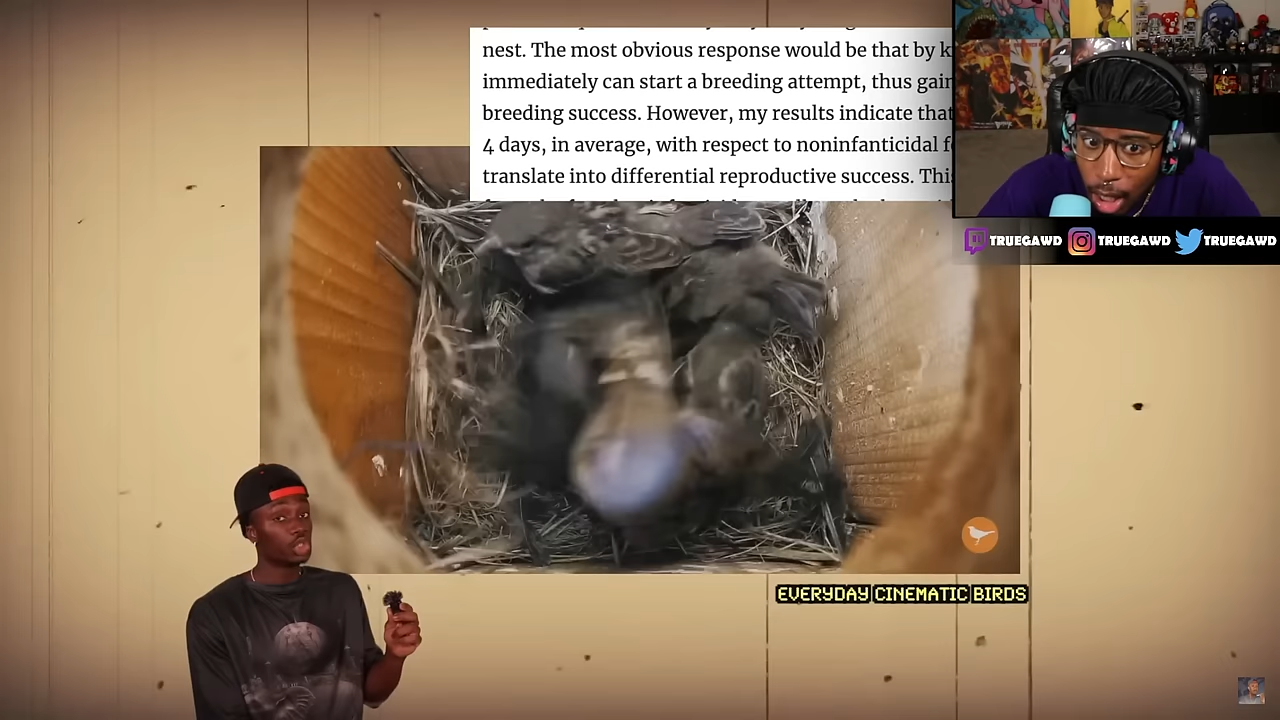 nest. The most obvious response would be that by k
immediately can start a breeding attempt, thus gain
breeding success. However, my results indicate that
4 days, in average, with respect to noninfanticidal f
translate into differential reproductive success. This
TRUEGAWD TRUEGAWD TRUEGAWD
EVERYDAY CINEMATIC BIRDS